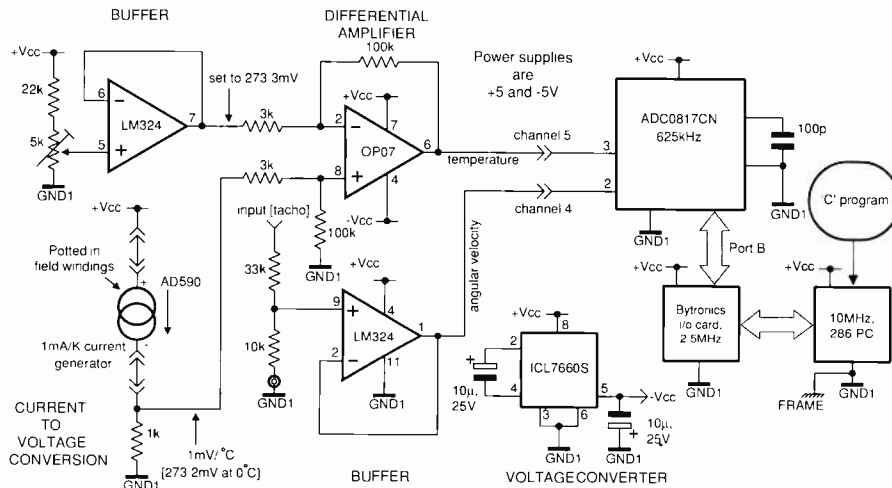 BUFFER
+Vcc
22k
5k
GND1
6
5
7
LM324
set to 273 3mV
DIFFERENTIAL
AMPLIFIER
100k
3k
3k
+Vcc
2
8
7
6
4
OP07
-Vcc
100k
GND1
Power supplies
are
+5 and -5V
channel 5
temperature
channel 4
angular velocity
+Vcc
ADC0817CN
625kHz
3
2
100p
GND1
GND1
Port B
'C' program
+Vcc
Bytronics
i/o card.
2 5MHz
GND1
+Vcc
10MHz,
286 PC
FRAME
GND1
+Vcc
Potted in
field windings
+
-
AD590
1mA/K current
generator
CURRENT
TO
VOLTAGE
CONVERSION
1k
GND1
1mV/°C
[273 2mV at 0°C]
input [tacho]
33k
10k
GND1
+Vcc
9
2
4
1
11
LM324
GND1
BUFFER
+Vcc
8
2
4
ICL7660S
5
3
6
+
10µ,
25V
GND1
-Vcc
10µ,
25V
+
GND1
VOLTAGE CONVERTER